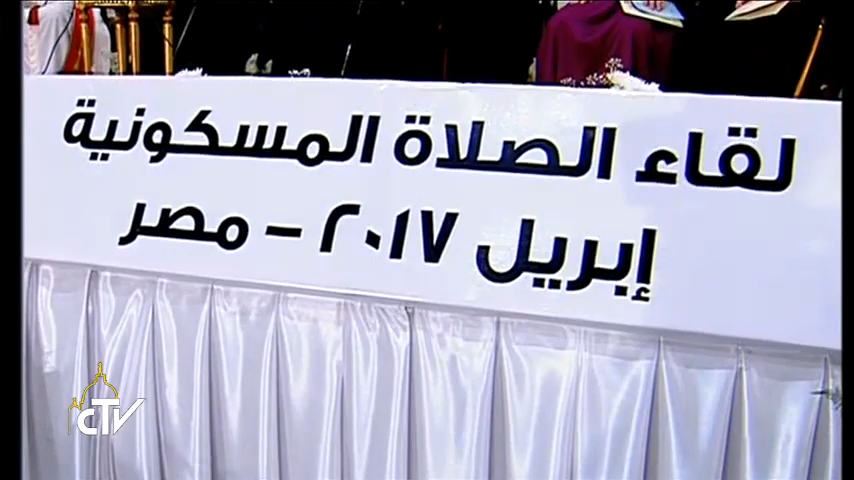 لقاء الصلاة المسكونية
إبريل ٢٠١٧ - مصر
CTV